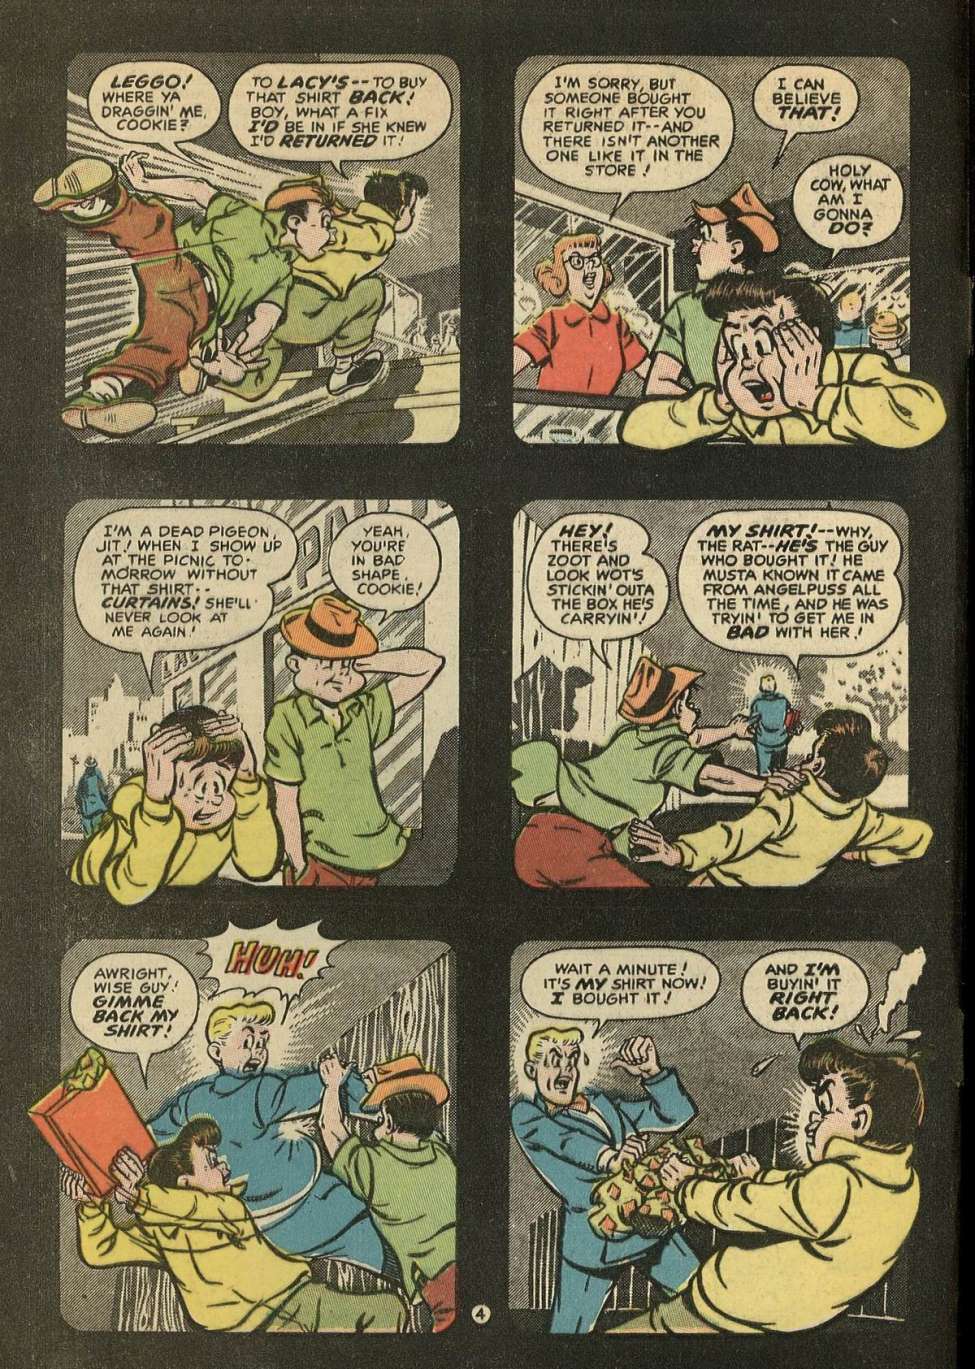 LEGGO!
WHERE YA
DRAGGIN' ME,
COOKIE?
TO LACY'S--TO BUY
THAT SHIRT BACK!
BOY, WHAT A FIX
I'D BE IN IF SHE KNEW
I'D RETURNED IT!
I'M SORRY, BUT
SOMEONE BOUGHT
IT RIGHT AFTER YOU
RETURNED IT--AND
THERE ISN'T ANOTHER
ONE LIKE IT IN THE
STORE!
I CAN
BELIEVE
THAT!
HOLY
COW, WHAT
AM I
GONNA
DO?
I'M A DEAD PIGEON,
JIT! WHEN I SHOW UP
AT THE PICNIC TO-
MORROW WITHOUT
THAT SHIRT--
CURTAINS! SHE'LL
NEVER LOOK AT
ME AGAIN!
YEAH,
YOU'RE
IN BAD
SHAPE,
COOKIE!
HEY!
THERE'S
ZOOT AND
LOOK WOT'S
STICKIN' OUTA
THE BOX HE'S
CARRYIN'!
MY SHIRT!--WHY,
THE RAT--HE'S THE GUY
WHO BOUGHT IT! HE
MUSTA KNOWN IT CAME
FROM ANGELPUSS ALL
THE TIME, AND HE WAS
TRYIN' TO GET ME IN
BAD WITH HER!
AWRIGHT,
WISE GUY!
GIMME
BACK MY
SHIRT!
HUH!
WAIT A MINUTE!
IT'S MY SHIRT NOW!
I BOUGHT IT!
AND I'M
BUYIN' IT
RIGHT
BACK!
4